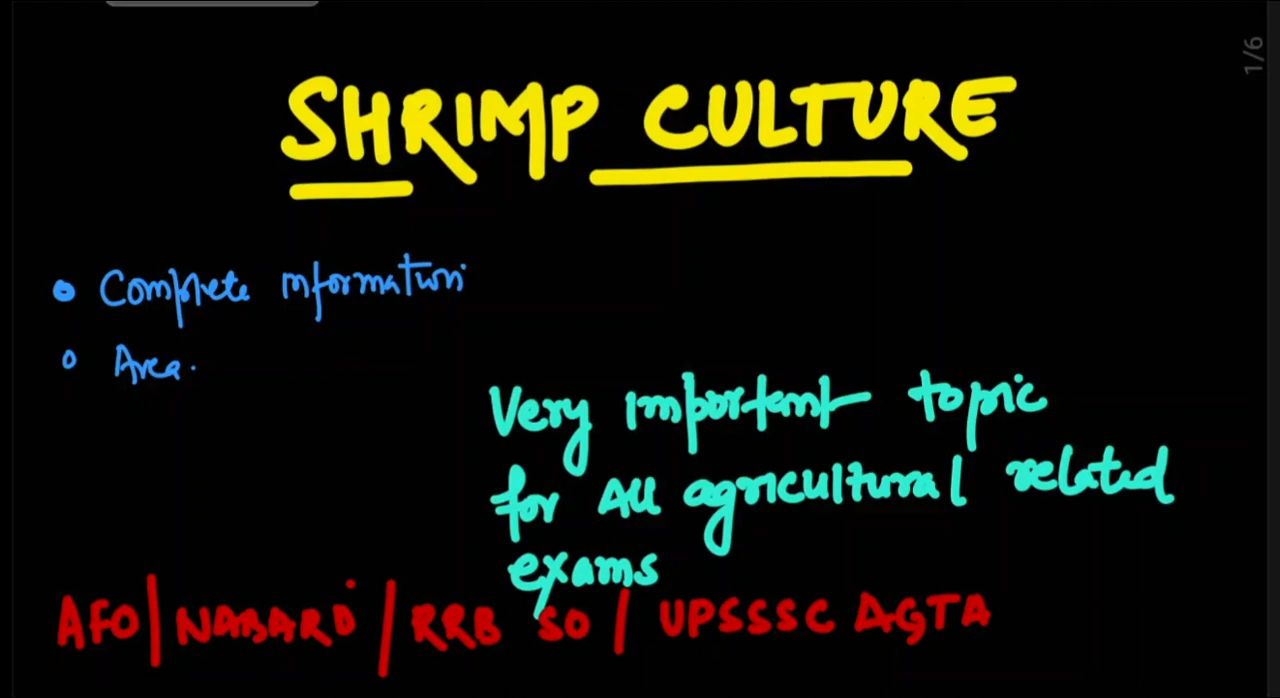 1/6
SHRIMP CULTURE
Complete information
Area.
Very important topic
for All agricultural related
exams
AFO/NABARD/RRB SO/UPSSSC AGTA